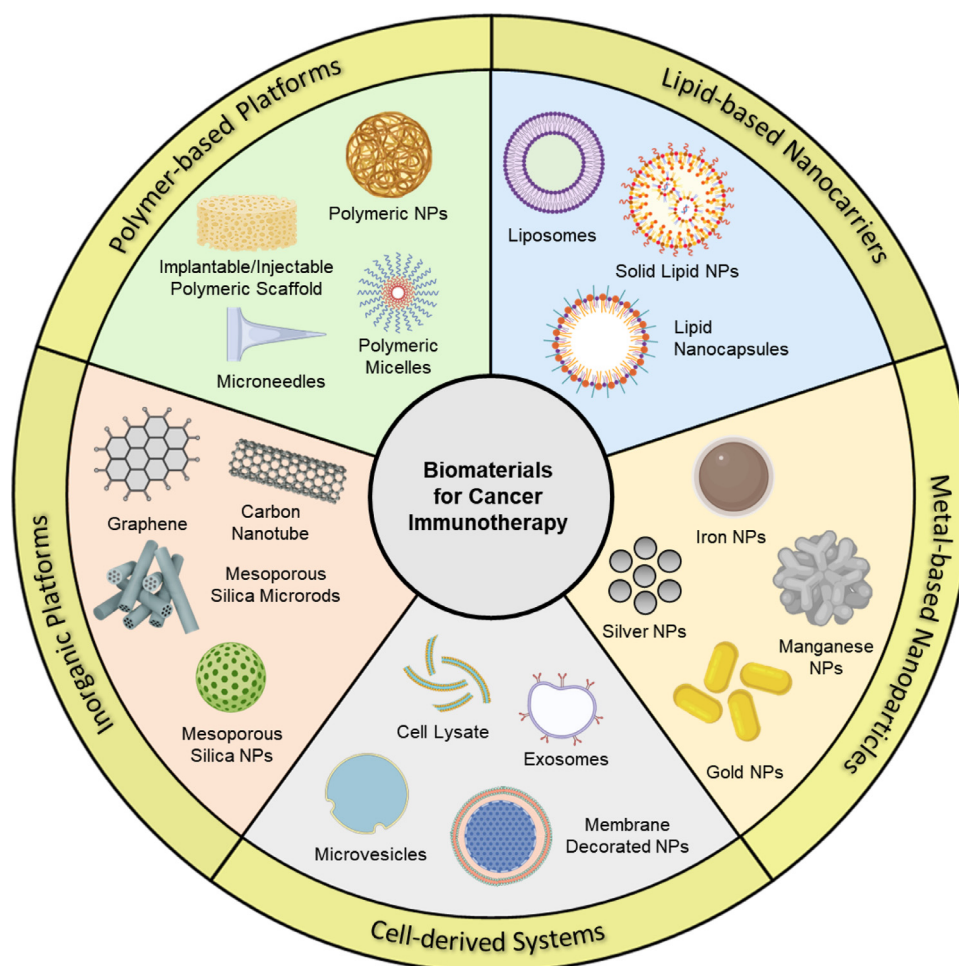 Polymer-based Platforms
Polymeric NPs
Implantable/Injectable
Polymeric Scaffold
Microneedles
Polymeric
Micelles
Lipid-based Nanocarriers
Liposomes
Solid Lipid NPs
Lipid
Nanocapsules
Biomaterials
for Cancer
Immunotherapy
Inorganic Platforms
Graphene
Carbon
Nanotube
Mesoporous
Silica Microrods
Mesoporous
Silica NPs
Metal-based Nanoparticles
Iron NPs
Silver NPs
Manganese
NPs
Gold NPs
Cell Lysate
Exosomes
Microvesicles
Membrane
Decorated NPs
Cell-derived Systems